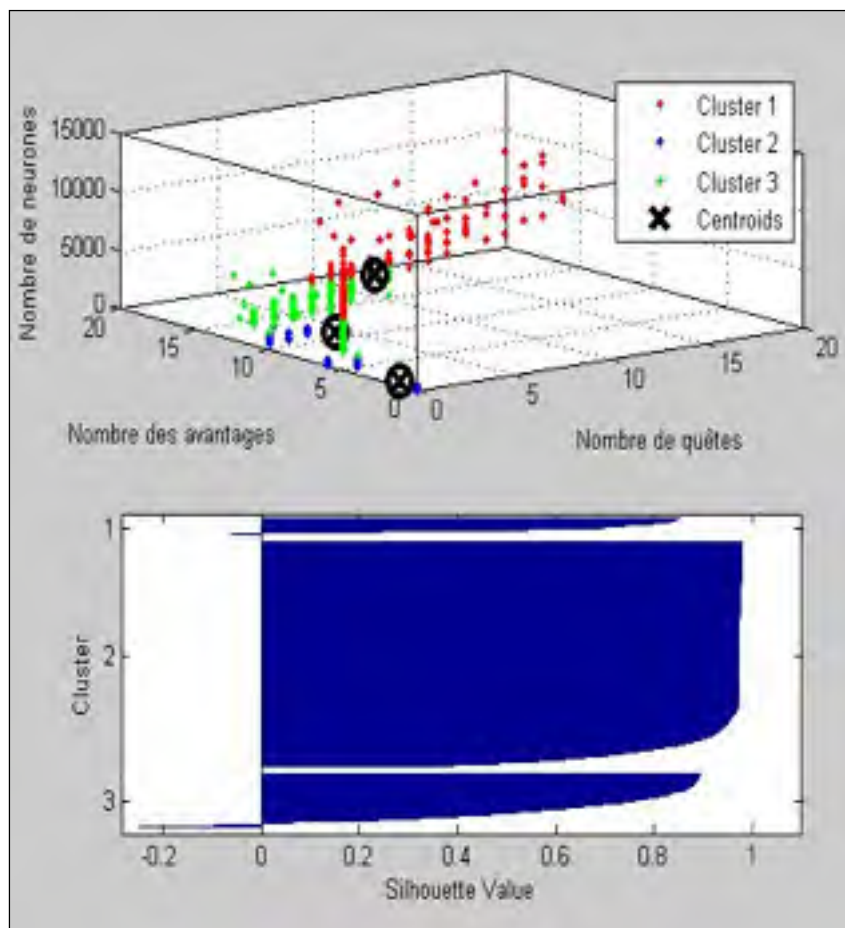 Nombre de neurones
15000
10000
5000
0
20
15
10
5
0
0
5
10
15
20
Nombre des avantages
Nombre de quêtes
Cluster 1
Cluster 2
Cluster 3
Centroids
Cluster
1
2
3
-0.2
0
0.2
0.4
0.6
0.8
1
Silhouette Value